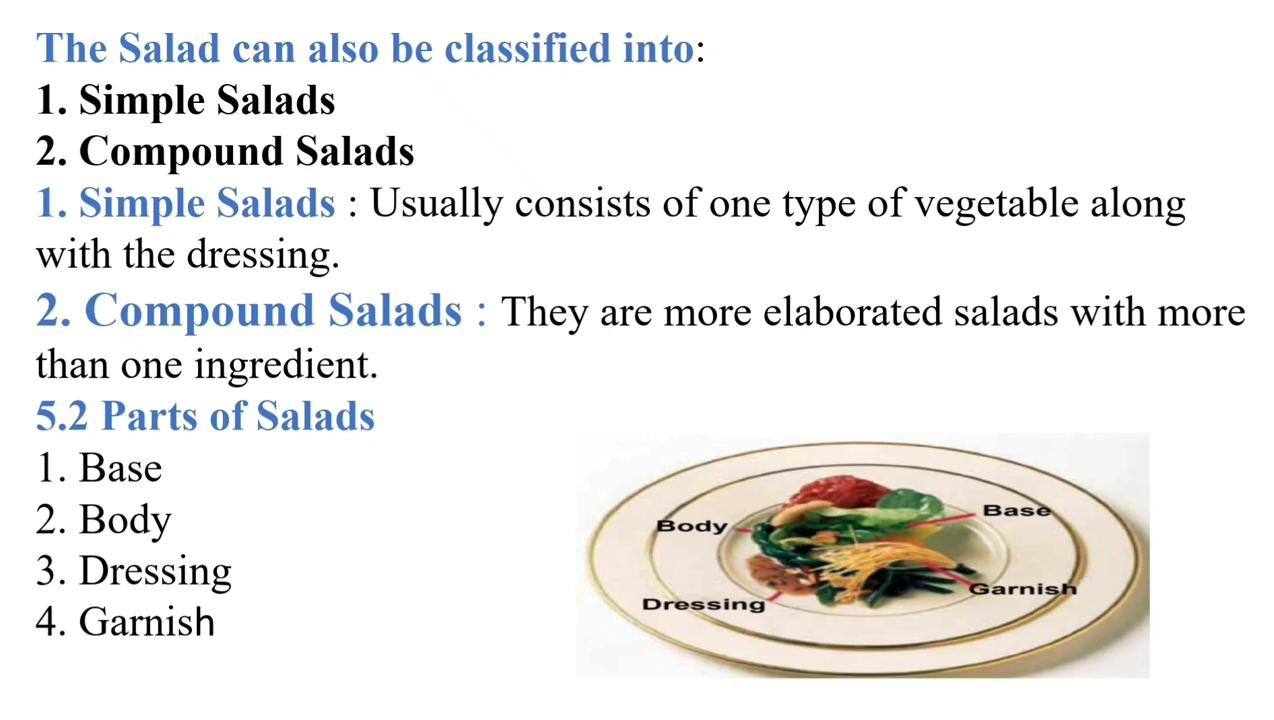 The Salad can also be classified into:
1. Simple Salads
2. Compound Salads
1. Simple Salads : Usually consists of one type of vegetable along
with the dressing.
2. Compound Salads : They are more elaborated salads with more
than one ingredient.
5.2 Parts of Salads
1. Base
2. Body
3. Dressing
4. Garnish
Body
Base
Dressing
Garnish